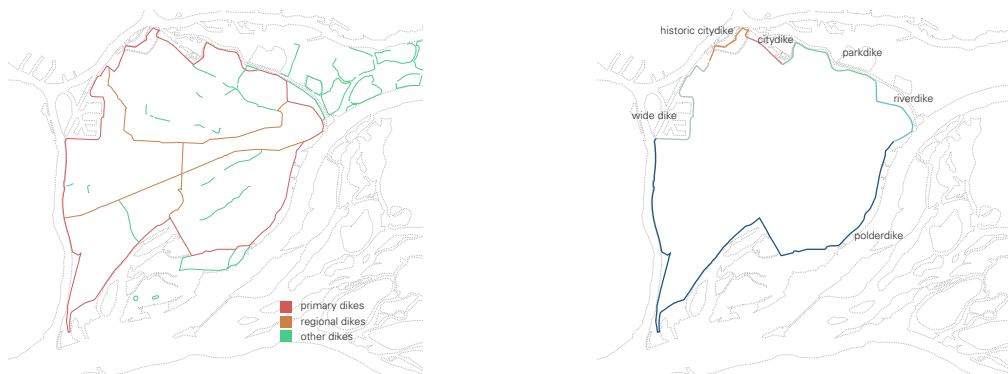 primary dikes
regional dikes
other dikes
historic citydike
citydike
parkdike
riverdike
wide dike
polderdike